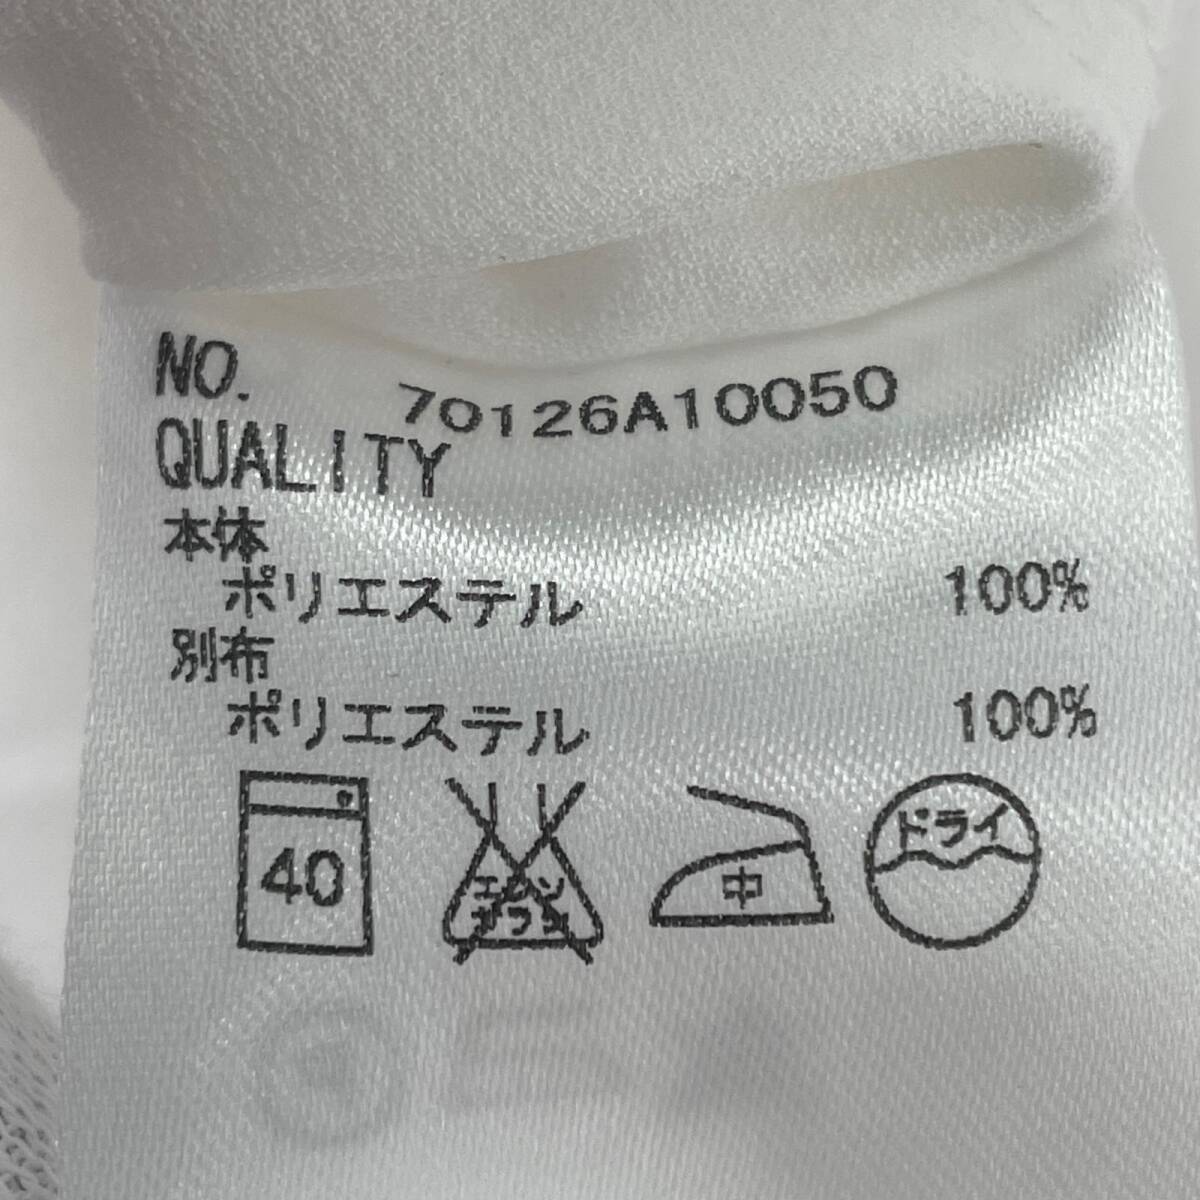 NO. 70126A10050
QUALITY
本体
ポリエステル 100%
別布
ポリエステル 100%
40
エンソ
サラシ
中
ドライ